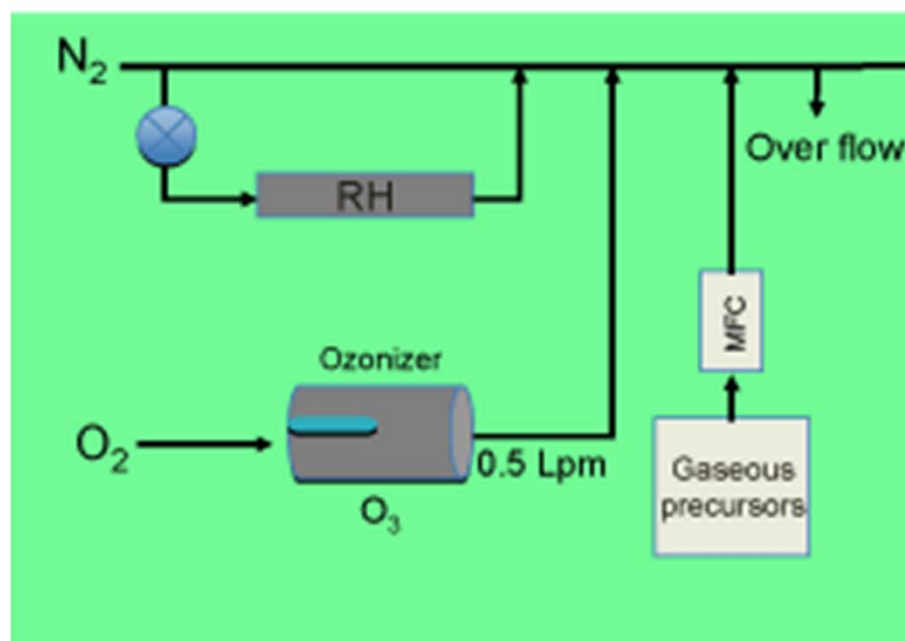 N₂
Over flow
RH
MFC
Ozonizer
O₂
0.5 Lpm
O₃
Gaseous
precursors